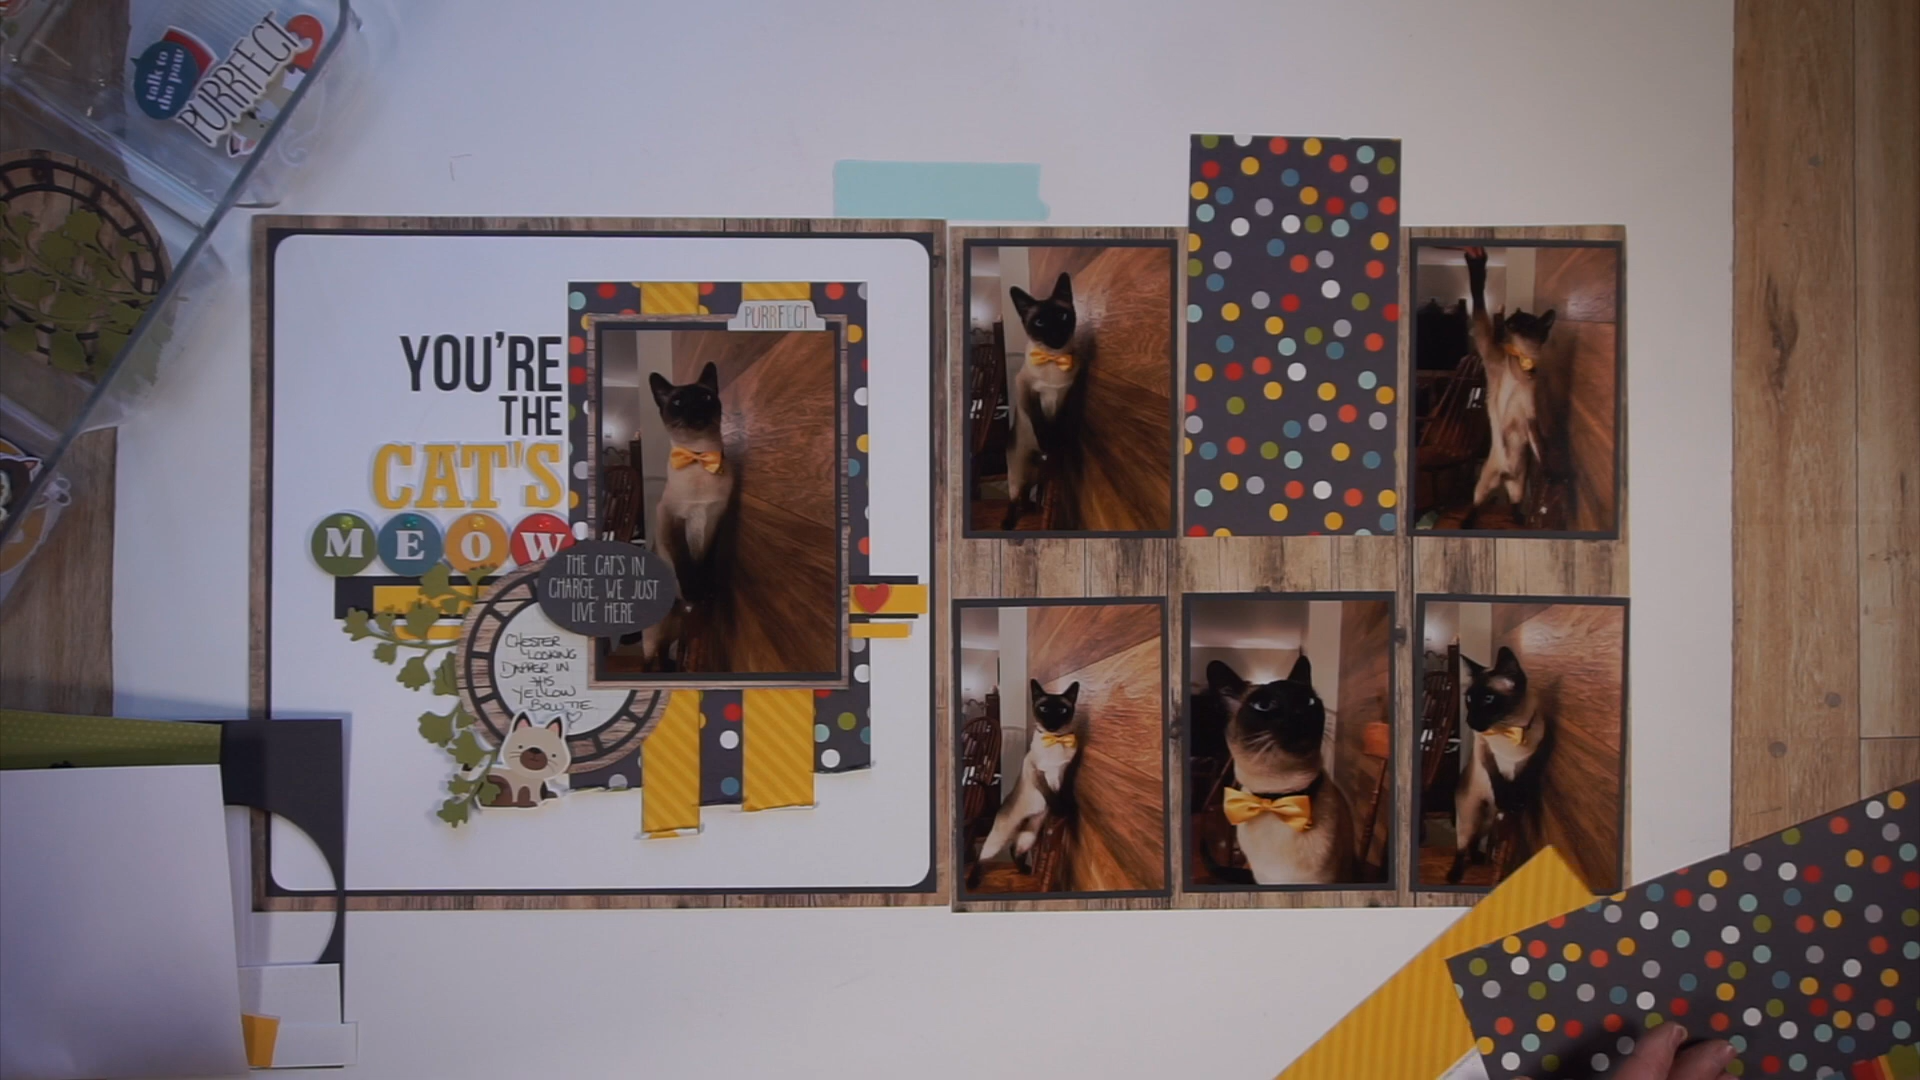 talk to
the paw
PURRFECT
YOU'RE
THE
CAT'S
MEOW
PURRFECT
THE CAT'S IN
CHARGE, WE JUST
LIVE HERE
CHESTER
LOOKING
DAPPER IN
HIS
YELLOW
BOWTIE